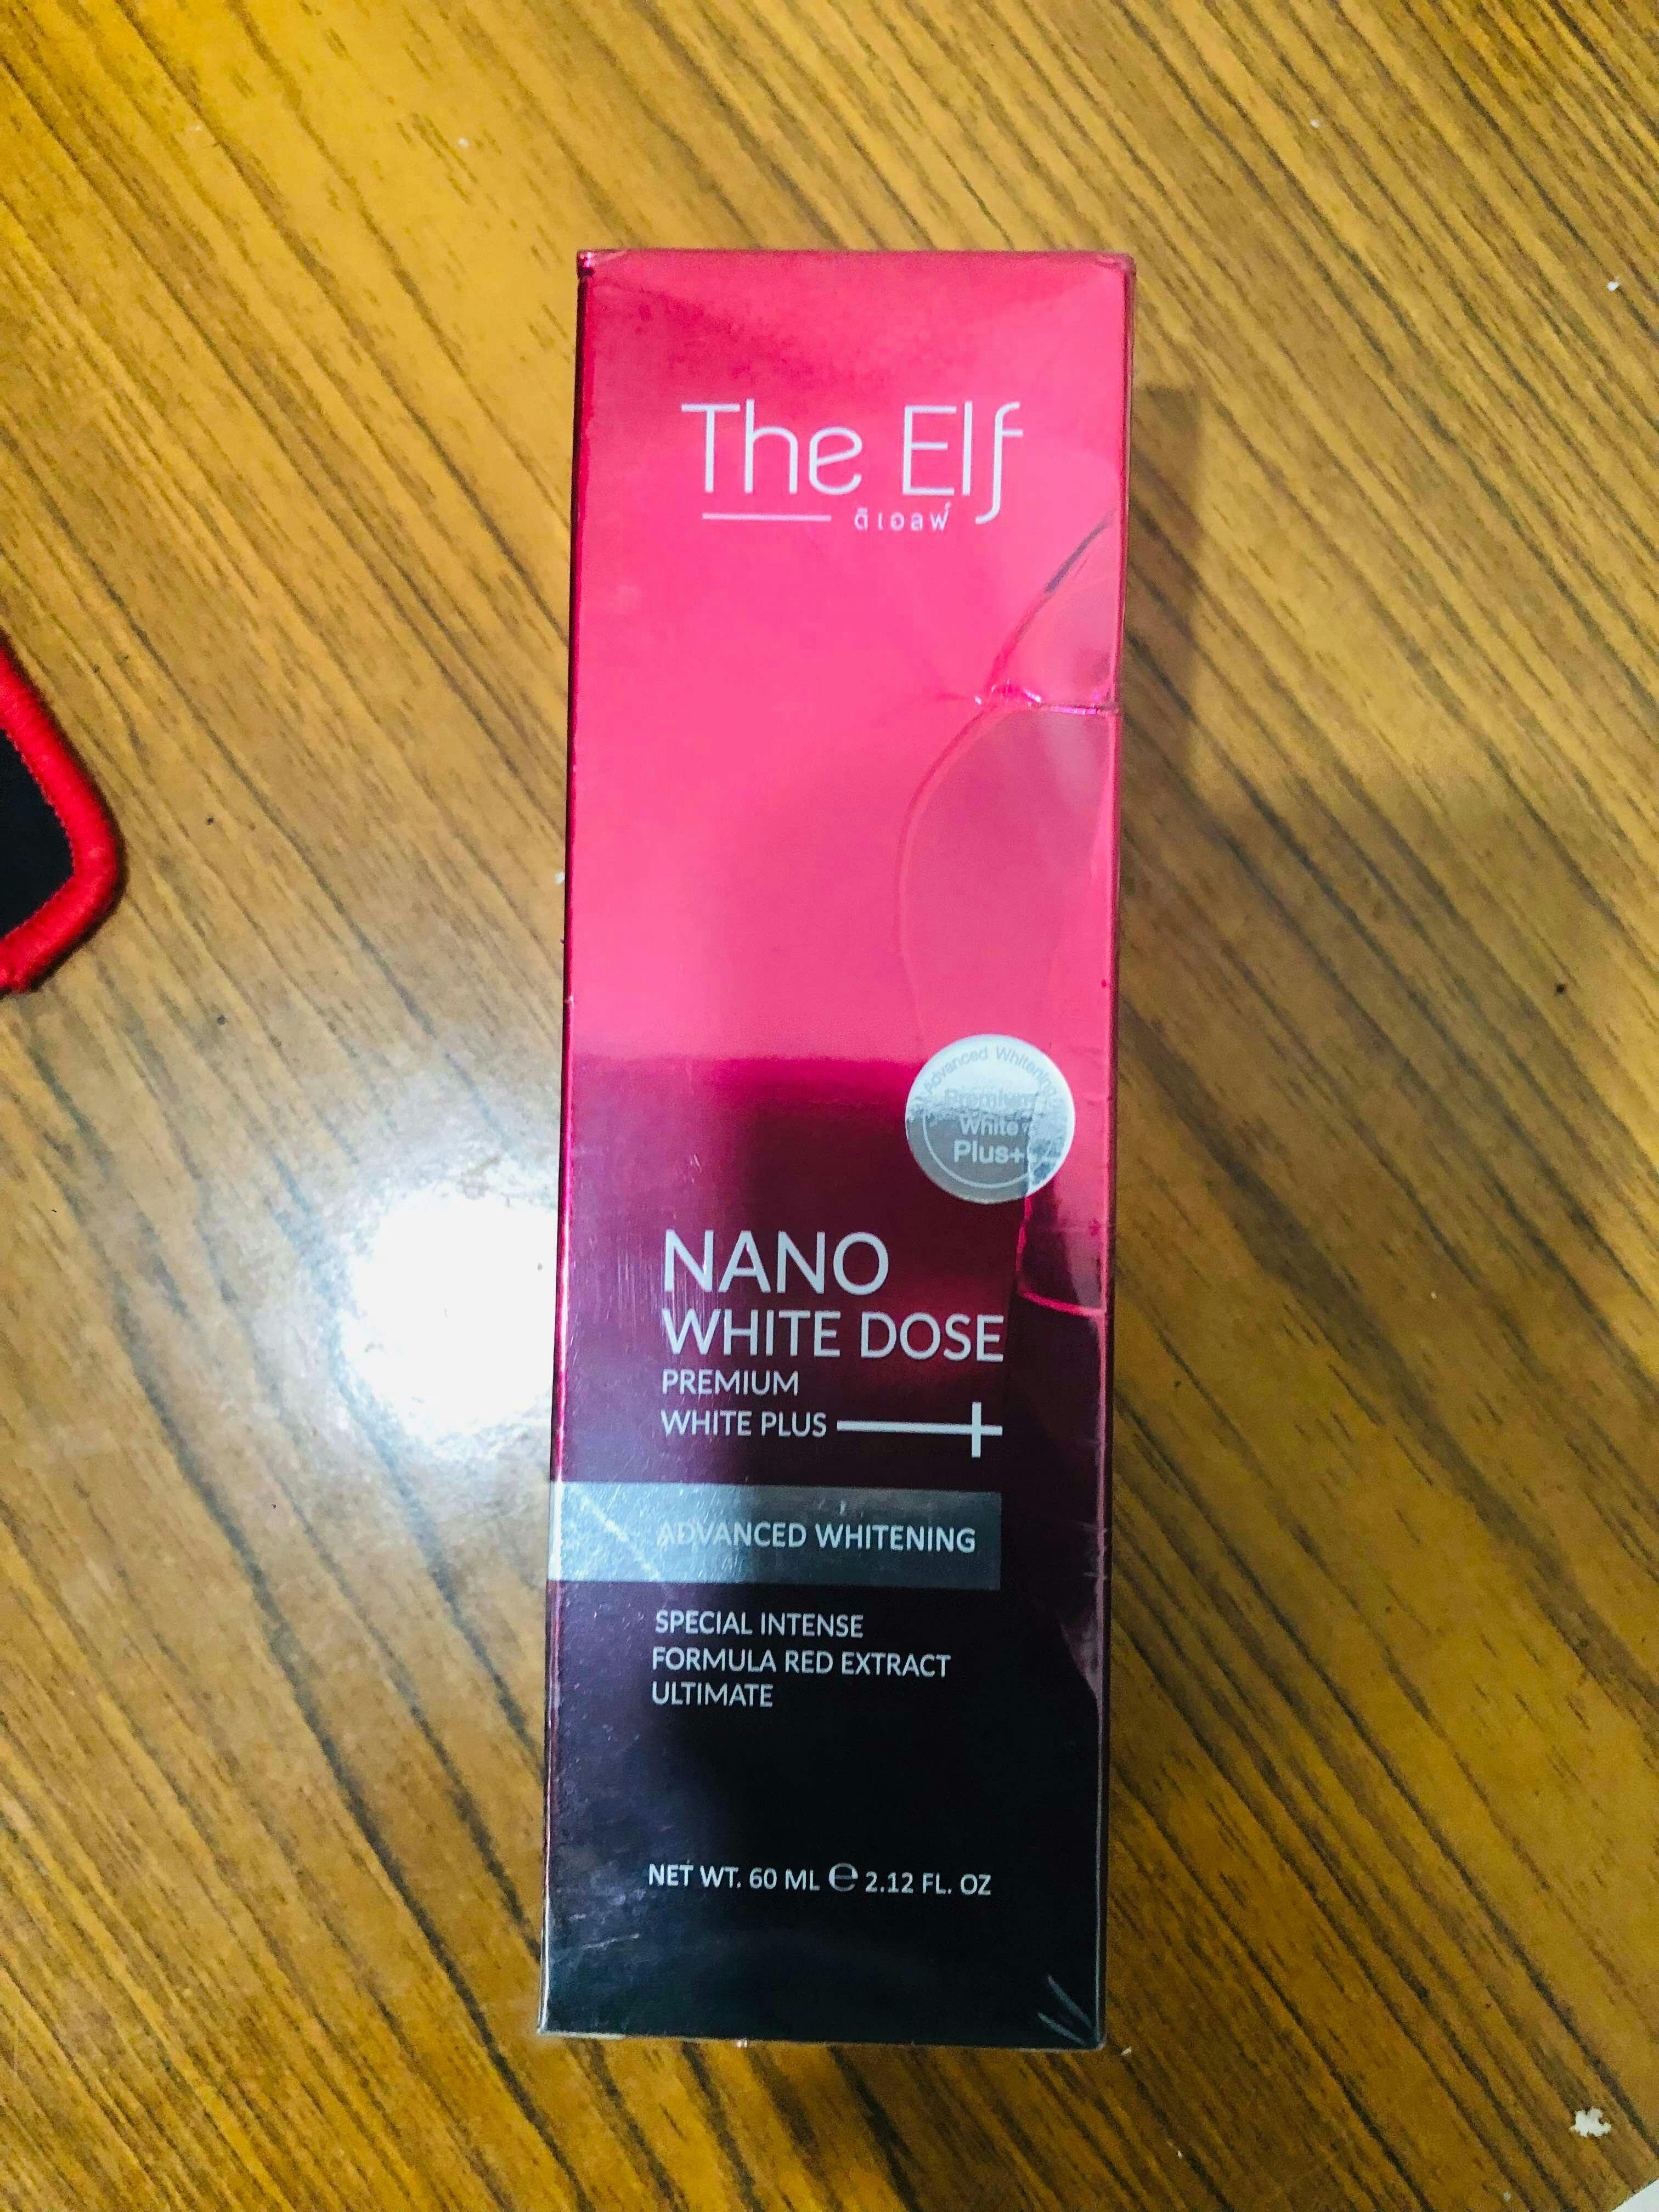 The Elf
ดิเอลฟ์
Advanced Whitening
Premium
White
Plus+
NANO
WHITE DOSE
PREMIUM
WHITE PLUS +
ADVANCED WHITENING
SPECIAL INTENSE
FORMULA RED EXTRACT
ULTIMATE
NET WT. 60 ML ℮ 2.12 FL. OZ